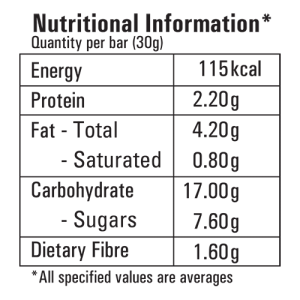 Nutritional Information*
Quantity per bar (30g)
Energy 115kcal
Protein 2.20g
Fat - Total 4.20g
- Saturated 0.80g
Carbohydrate 17.00g
- Sugars 7.60g
Dietary Fibre 1.60g
*All specified values are averages